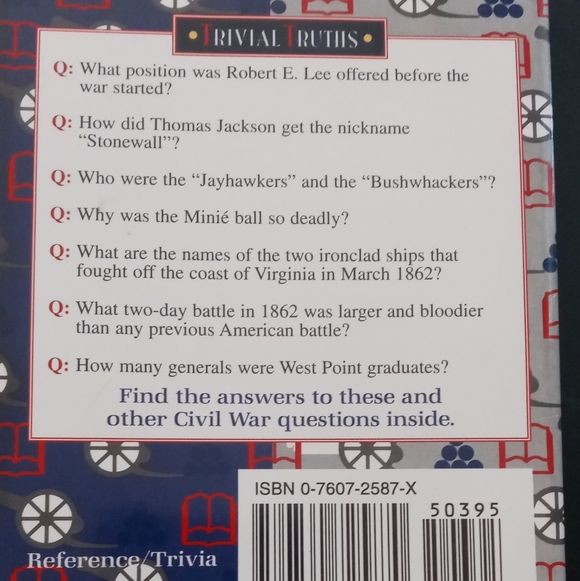 TRIVIAL TRUTHS
Q: What position was Robert E. Lee offered before the
war started?
Q: How did Thomas Jackson get the nickname
“Stonewall”?
Q: Who were the “Jayhawkers” and the “Bushwhackers”?
Q: Why was the Minié ball so deadly?
Q: What are the names of the two ironclad ships that
fought off the coast of Virginia in March 1862?
Q: What two-day battle in 1862 was larger and bloodier
than any previous American battle?
Q: How many generals were West Point graduates?
Find the answers to these and
other Civil War questions inside.
ISBN 0-7607-2587-X
50395
Reference/Trivia